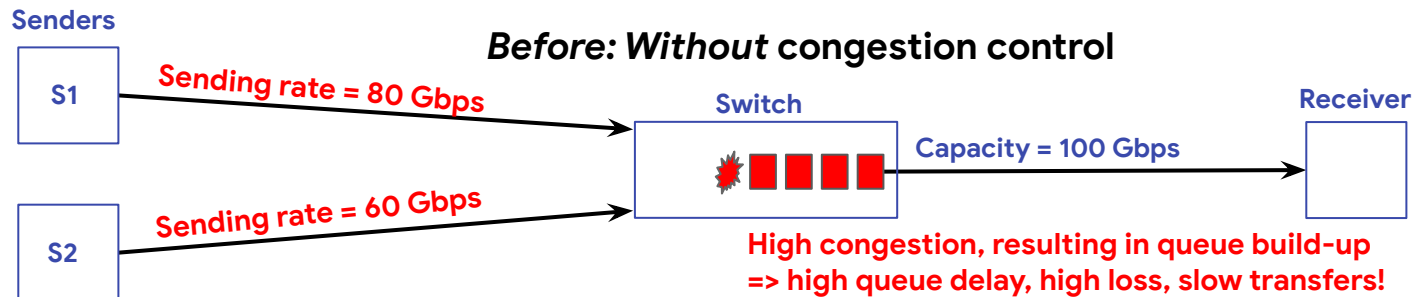 Senders
Before: Without congestion control
S1
Sending rate = 80 Gbps
Switch
Receiver
Capacity = 100 Gbps
Sending rate = 60 Gbps
S2
High congestion, resulting in queue build-up
=> high queue delay, high loss, slow transfers!